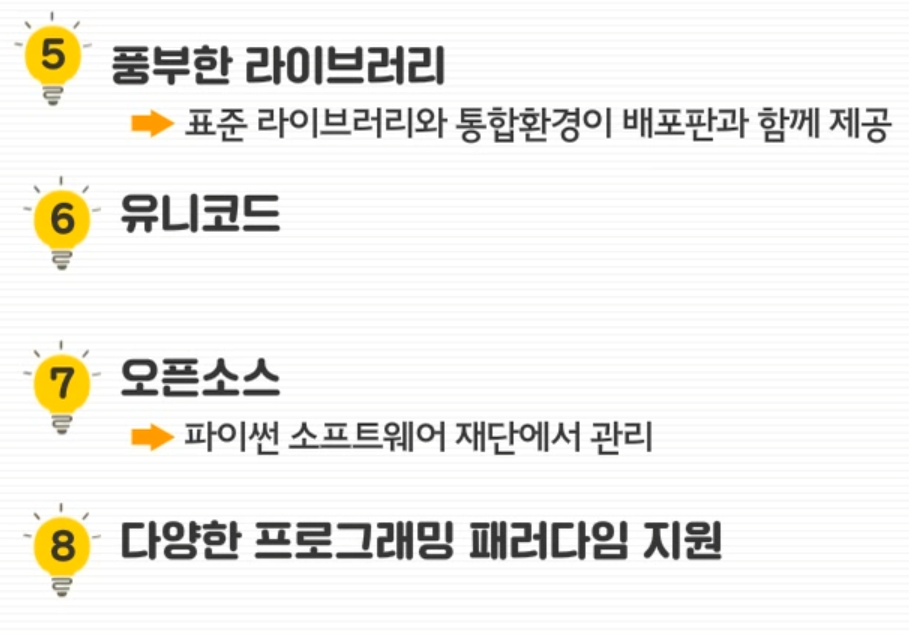 5 풍부한 라이브러리
표준 라이브러리와 통합환경이 배포판과 함께 제공
6 유니코드
7 오픈소스
파이썬 소프트웨어 재단에서 관리
8 다양한 프로그래밍 패러다임 지원